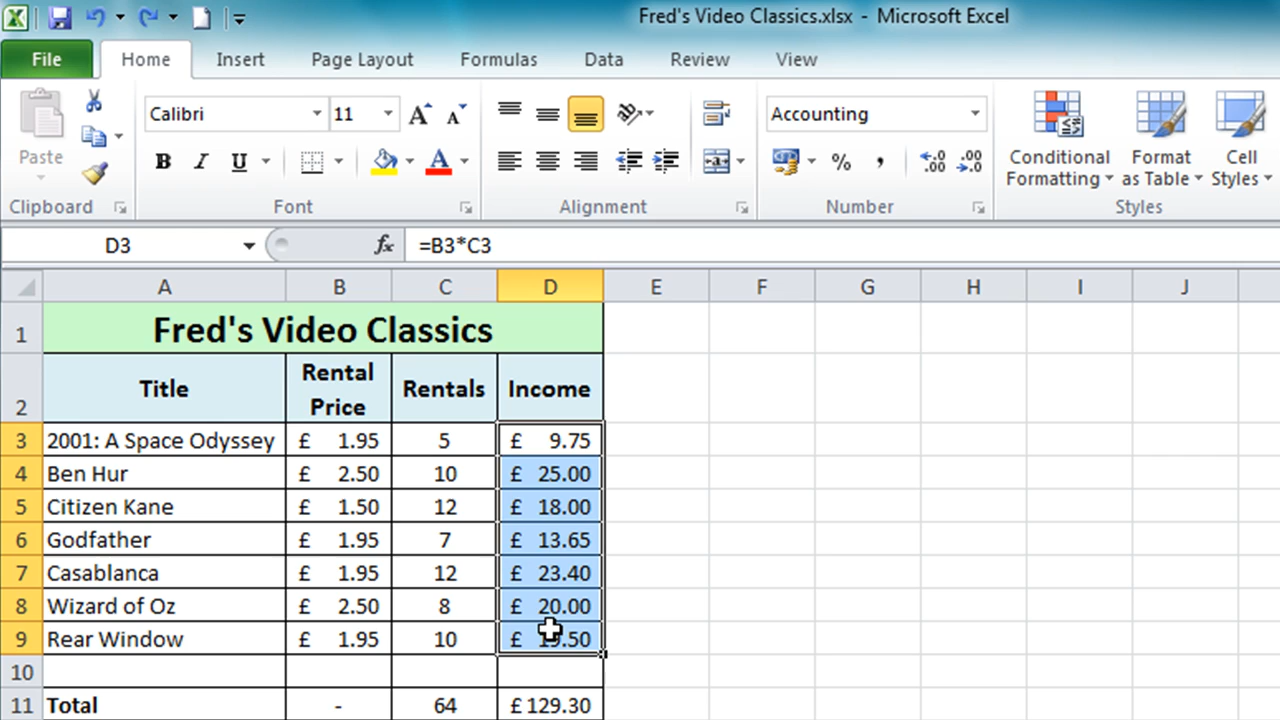 Fred's Video Classics.xlsx - Microsoft Excel
File Home Insert Page Layout Formulas Data Review View
Calibri 11 A A Accounting
Paste B I U A % , .00 .00 Conditional Formatting Format as Table Cell Styles
Clipboard Font Alignment Number Styles
D3 fx =B3*C3
A B C D E F G H I J
1 Fred's Video Classics
2 Title Rental Price Rentals Income
3 2001: A Space Odyssey £ 1.95 5 £ 9.75
4 Ben Hur £ 2.50 10 £ 25.00
5 Citizen Kane £ 1.50 12 £ 18.00
6 Godfather £ 1.95 7 £ 13.65
7 Casablanca £ 1.95 12 £ 23.40
8 Wizard of Oz £ 2.50 8 £ 20.00
9 Rear Window £ 1.95 10 £ 19.50
10
11 Total - 64 £129.30